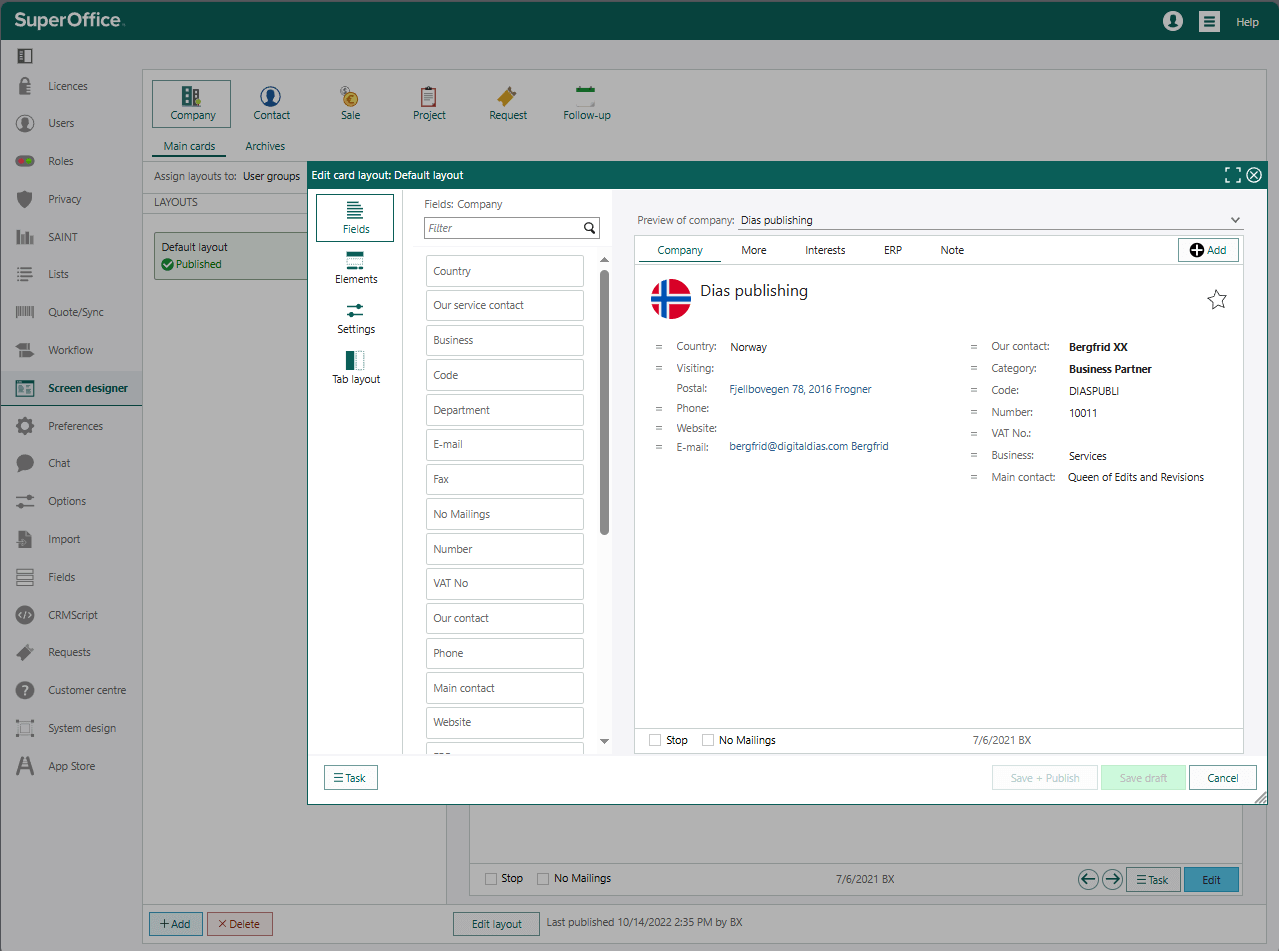 SuperOffice
Help
Licences
Users
Roles
Privacy
SAINT
Lists
Quote/Sync
Workflow
Screen designer
Preferences
Chat
Options
Import
Fields
CRMScript
Requests
Customer centre
System design
App Store
Company
Contact
Sale
Project
Request
Follow-up
Main cards
Archives
Assign layouts to: User groups
LAYOUTS
Default layout
Published
Edit card layout: Default layout
Fields
Elements
Settings
Tab layout
Fields: Company
Filter
Country
Our service contact
Business
Code
Department
E-mail
Fax
No Mailings
Number
VAT No
Our contact
Phone
Main contact
Website
Preview of company: Dias publishing
Company
More
Interests
ERP
Note
Add
Dias publishing
= Country: Norway
= Visiting:
Postal: Fjellbovegen 78, 2016 Frogner
= Phone:
= Website:
= E-mail: bergfrid@digitaldias.com Bergfrid
= Our contact: Bergfrid XX
= Category: Business Partner
= Code: DIASPUBLI
= Number: 10011
= VAT No.:
= Business: Services
= Main contact: Queen of Edits and Revisions
Stop
No Mailings
7/6/2021 BX
Task
Save + Publish
Save draft
Cancel
Stop
No Mailings
7/6/2021 BX
Task
Edit
+ Add
× Delete
Edit layout
Last published 10/14/2022 2:35 PM by BX